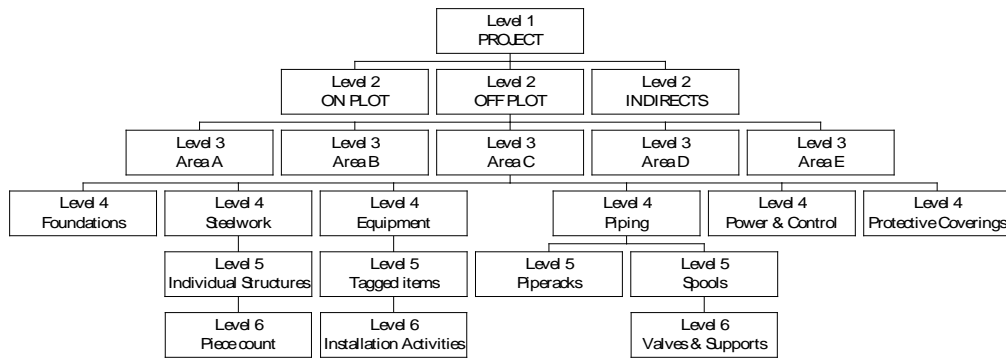 Level 1
PROJECT
Level 2
ON PLOT
Level 2
OFF PLOT
Level 2
INDIRECTS
Level 3
Area A
Level 3
Area B
Level 3
Area C
Level 3
Area D
Level 3
Area E
Level 4
Foundations
Level 4
Steelwork
Level 4
Equipment
Level 4
Piping
Level 4
Power & Control
Level 4
Protective Coverings
Level 5
Individual Structures
Level 5
Tagged items
Level 5
Piperacks
Level 5
Spools
Level 6
Piece count
Level 6
Installation Activities
Level 6
Valves & Supports